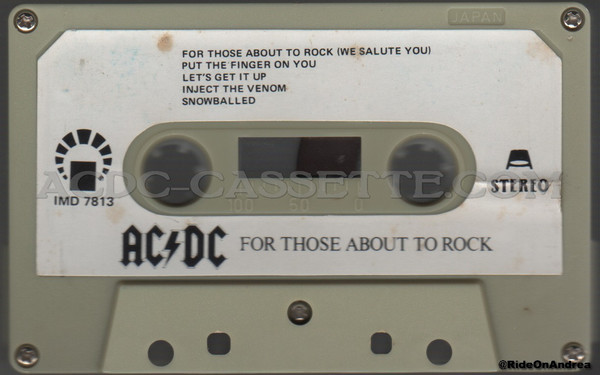 JAPAN
FOR THOSE ABOUT TO ROCK (WE SALUTE YOU)
PUT THE FINGER ON YOU
LET'S GET IT UP
INJECT THE VENOM
SNOWBALLED
ACDC-CASSETTE.COM
IMD 7813
100 50 0
STEREO
AC⚡DC FOR THOSE ABOUT TO ROCK
@RideOnAndrea